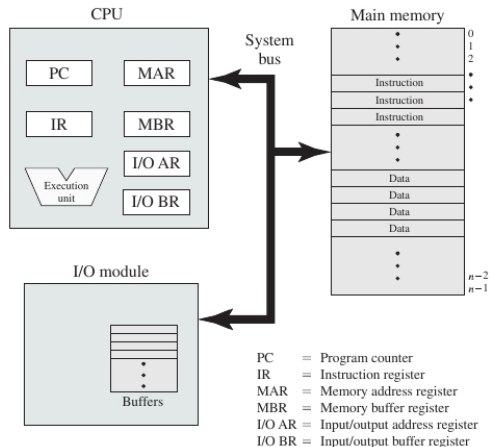 CPU
PC
MAR
IR
MBR
Execution
unit
I/O AR
I/O BR
System
bus
Main memory
0
1
2
Instruction
Instruction
Instruction
Data
Data
Data
Data
n−2
n−1
I/O module
Buffers
PC = Program counter
IR = Instruction register
MAR = Memory address register
MBR = Memory buffer register
I/O AR = Input/output address register
I/O BR = Input/output buffer register